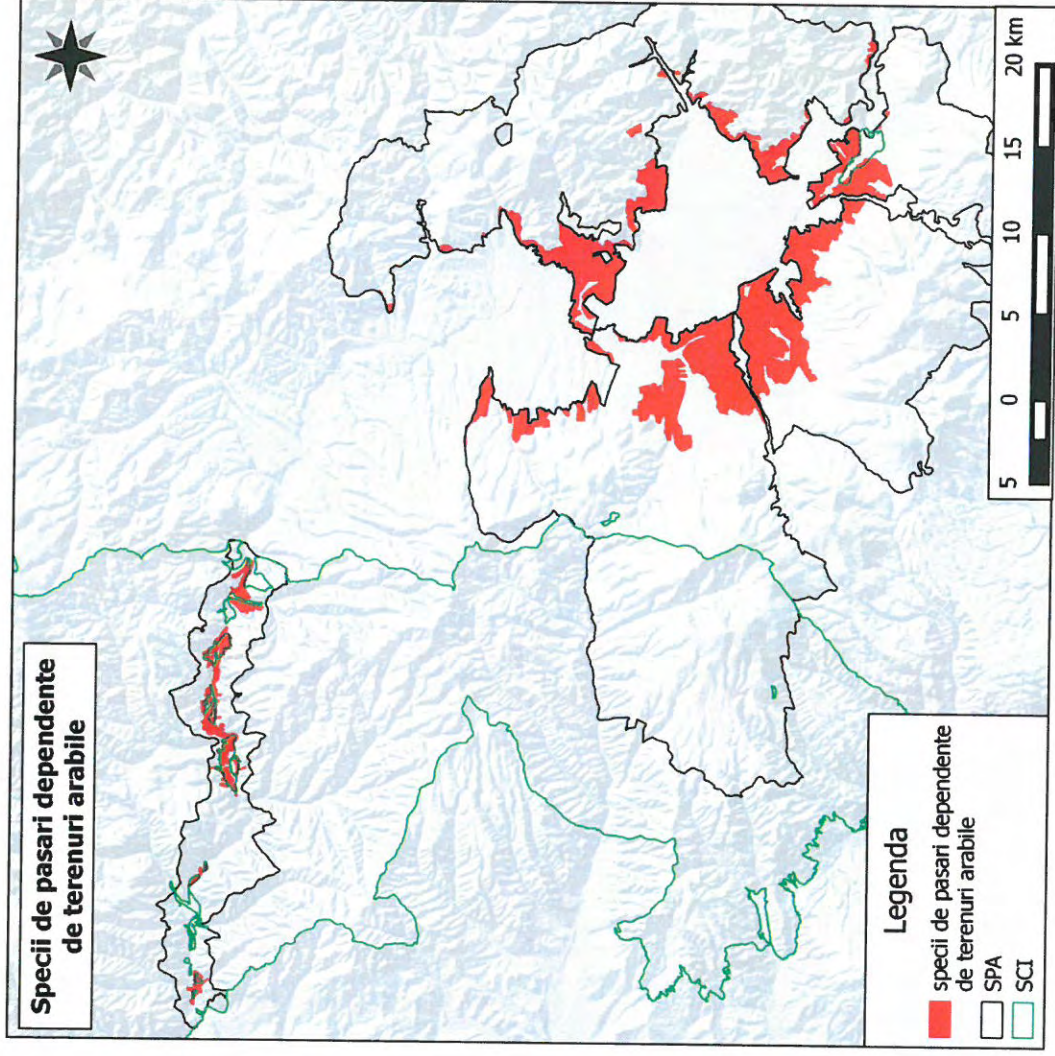 Specii de pasari dependente
de terenuri arabile
Legenda
specii de pasari dependente
de terenuri arabile
SPA
SCI
5 0 5 10 15 20 km